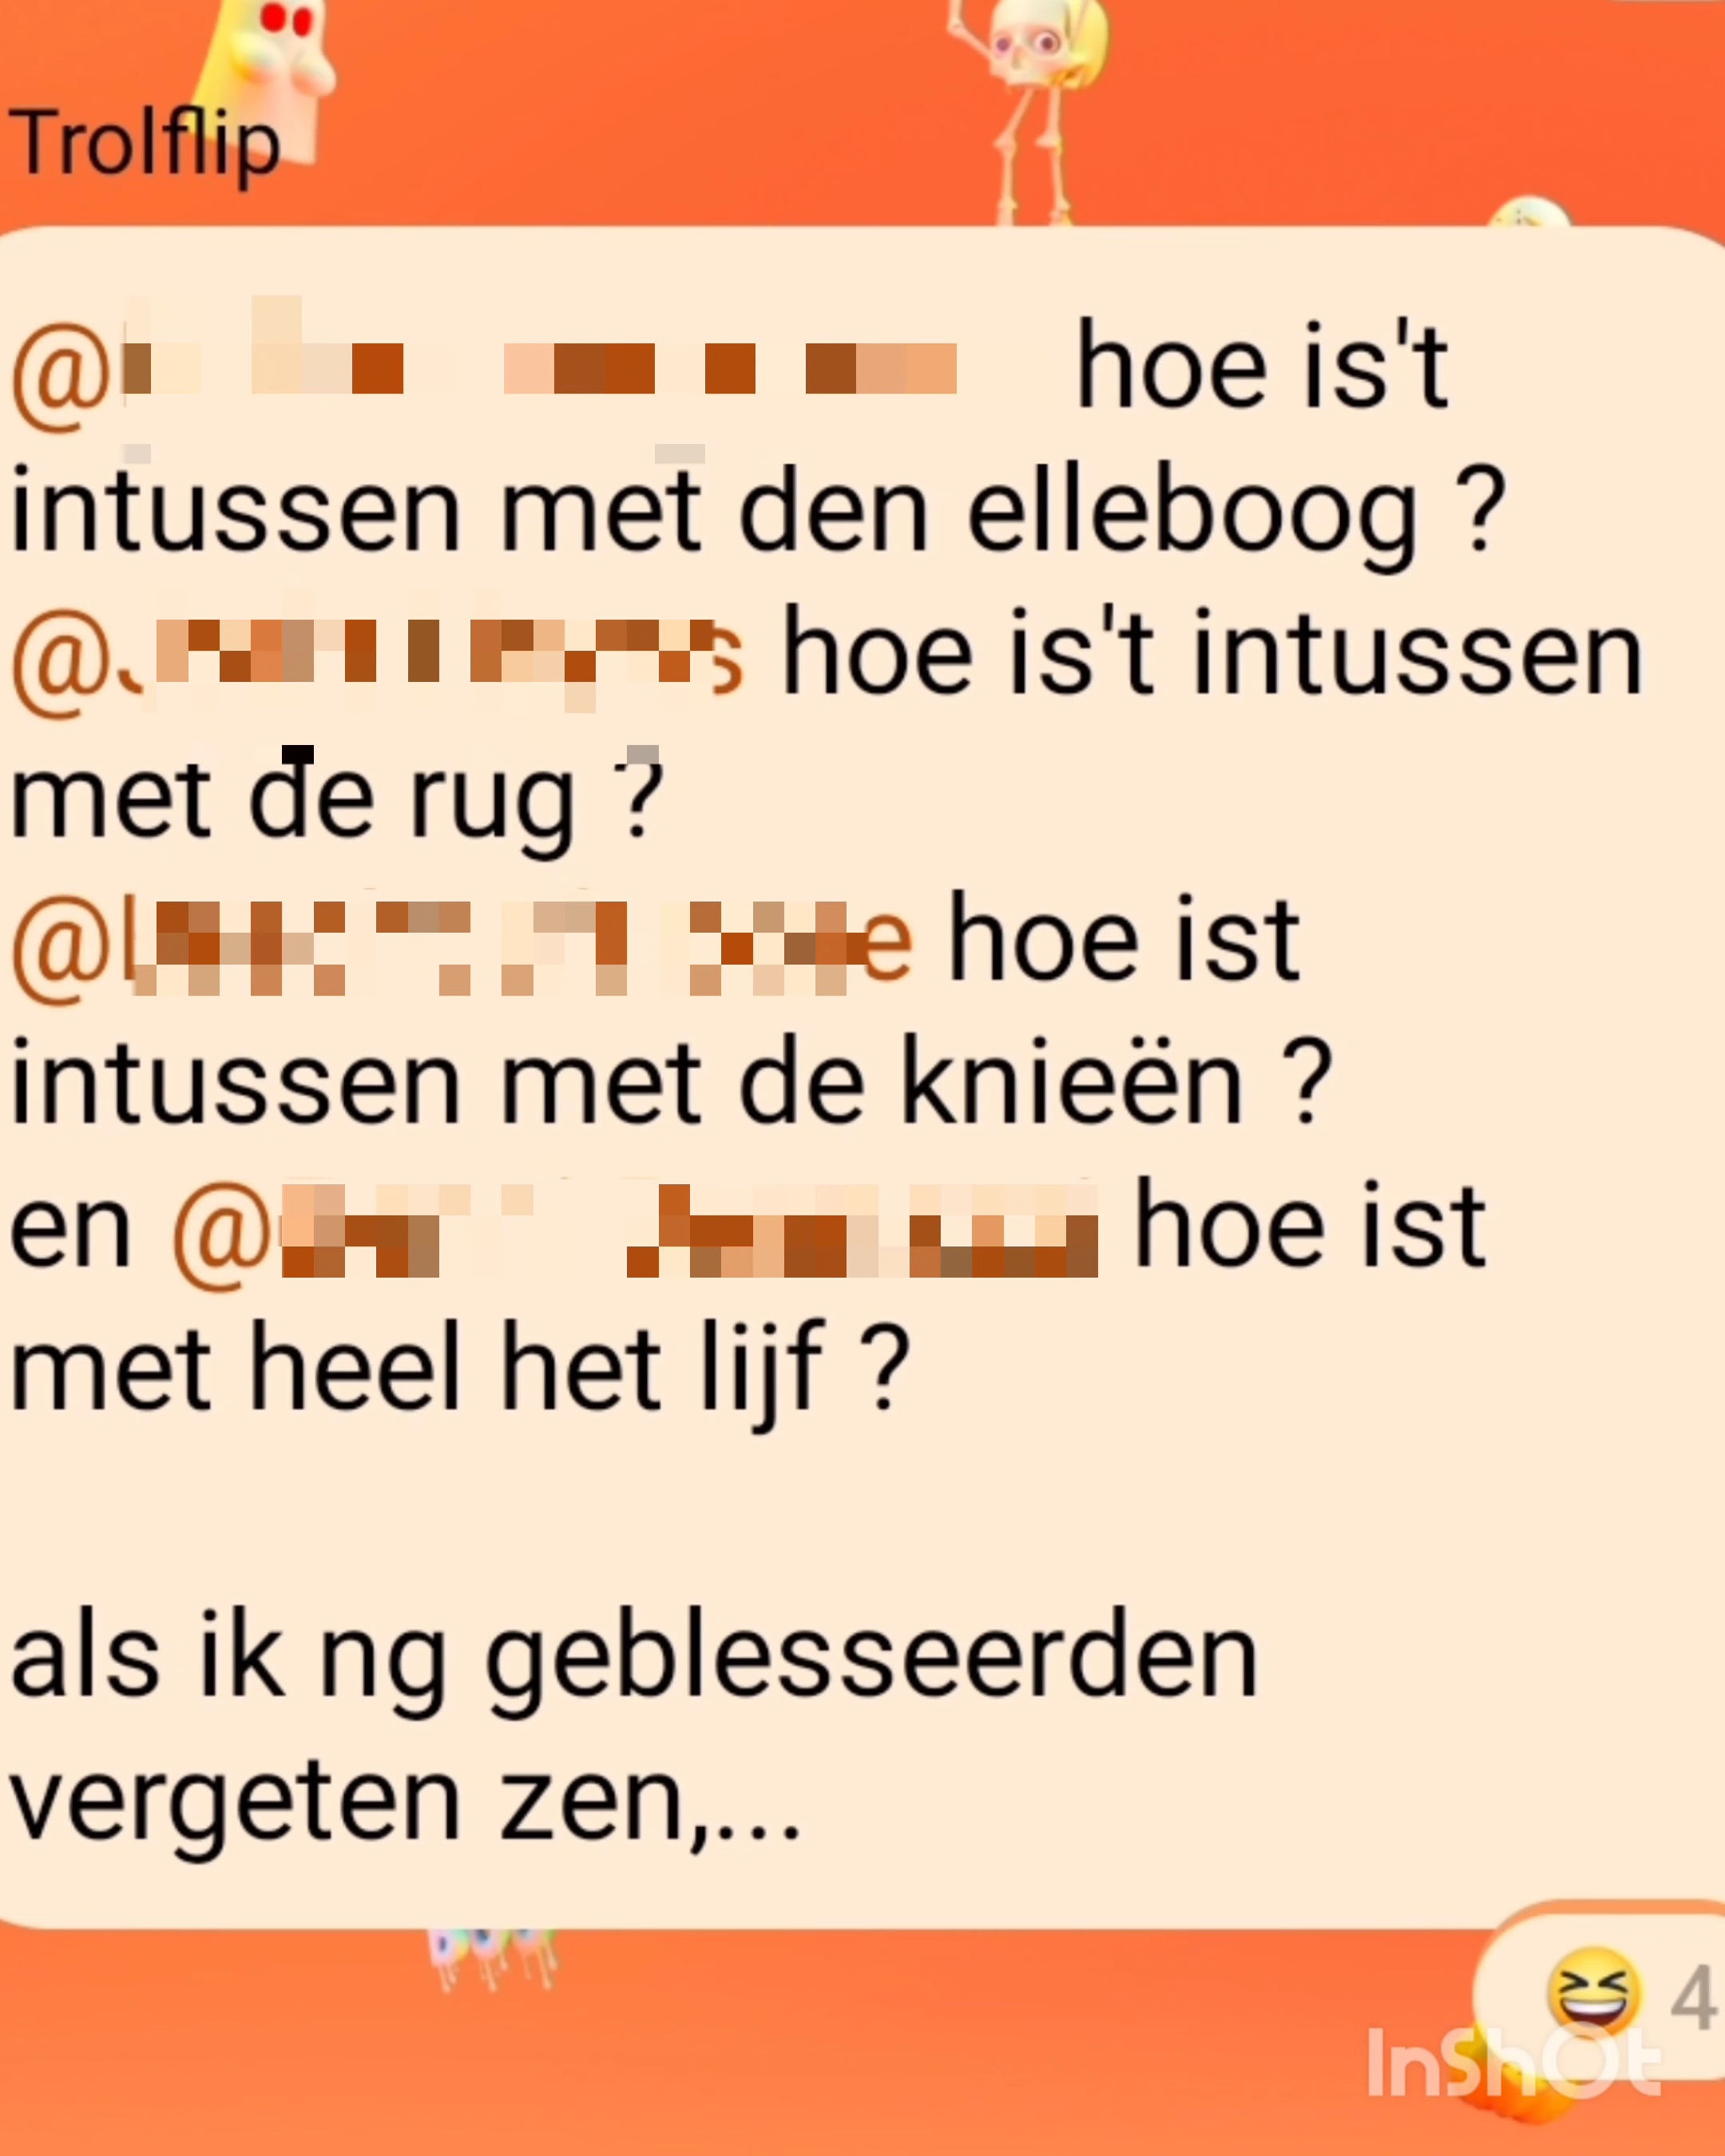 Trolflip
@ hoe is't
intussen met den elleboog ?
@ hoe is't intussen
met de rug ?
@ hoe ist
intussen met de knieën ?
en @ hoe ist
met heel het lijf ?
als ik ng geblesseerden
vergeten zen,...
4
InShOt